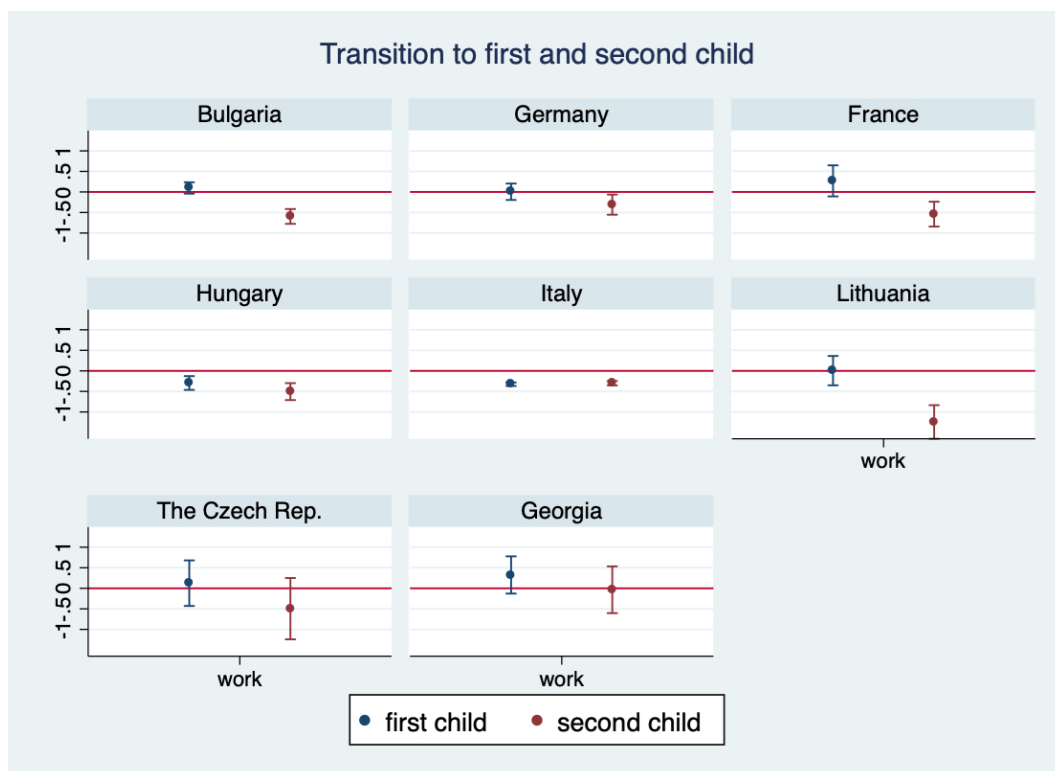 Transition to first and second child
Bulgaria
Germany
France
-1-.50 .5 1
Hungary
Italy
Lithuania
-1-.50 .5 1
work
The Czech Rep.
Georgia
-1-.50 .5 1
work
work
first child
second child